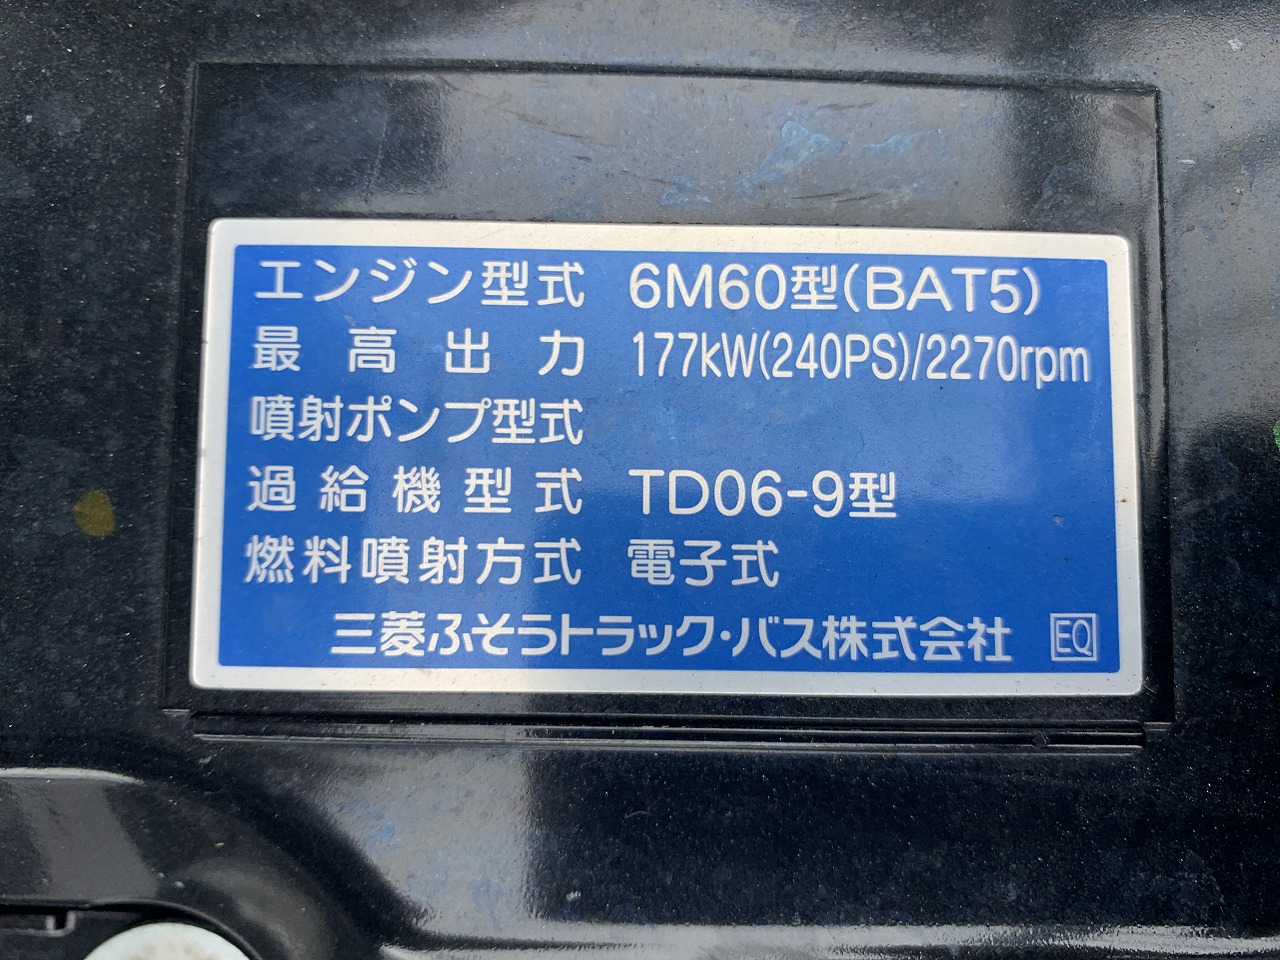 エンジン型式 6M60型(BAT5)
最高出力 177kW(240PS)/2270rpm
噴射ポンプ型式
過給機型式 TD06-9型
燃料噴射方式 電子式
三菱ふそうトラック・バス株式会社 EQ